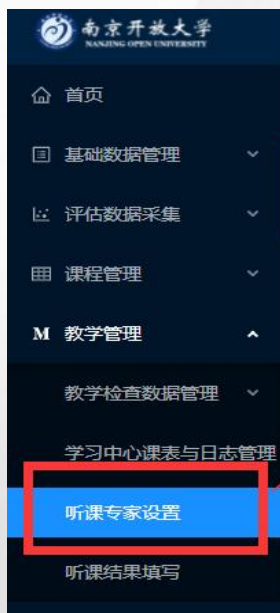 南京开放大学
NANJING OPEN UNIVERSITY
首页
基础数据管理
评估数据采集
课程管理
M 教学管理
教学检查数据管理
学习中心课表与日志管理
听课专家设置
听课结果填写